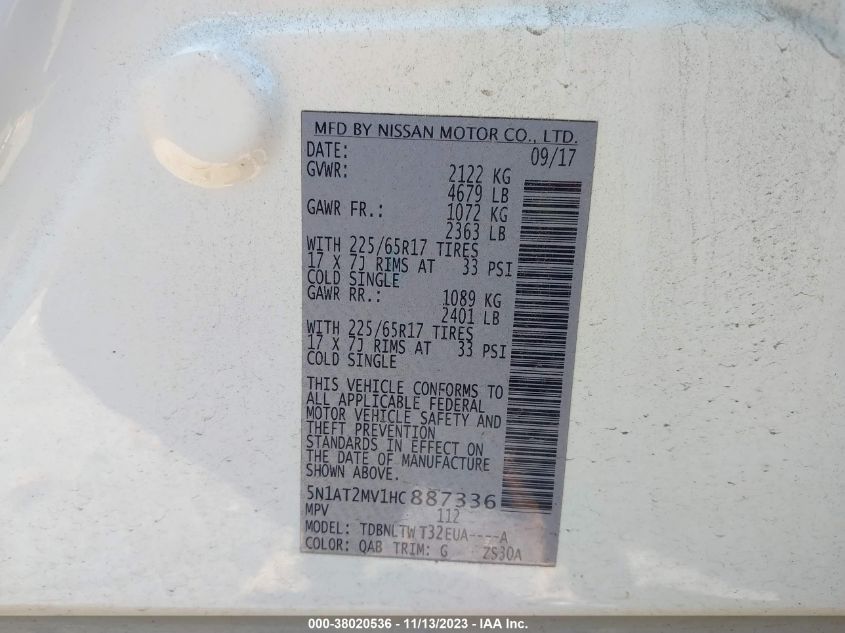 MFD BY NISSAN MOTOR CO., LTD.
DATE: 09/17
GVWR: 2122 KG
4679 LB
GAWR FR.: 1072 KG
2363 LB
WITH 225/65R17 TIRES
17 X 7J RIMS AT 33 PSI
COLD SINGLE
GAWR RR.: 1089 KG
2401 LB
WITH 225/65R17 TIRES
17 X 7J RIMS AT 33 PSI
COLD SINGLE
THIS VEHICLE CONFORMS TO
ALL APPLICABLE FEDERAL
MOTOR VEHICLE SAFETY AND
THEFT PREVENTION
STANDARDS IN EFFECT ON
THE DATE OF MANUFACTURE
SHOWN ABOVE.
5N1AT2MV1HC887336
MPV 112
MODEL: TDBNLTW T32EUA----A
COLOR: QAB TRIM: G ZS30A
000-38020536 - 11/13/2023 - IAA Inc.